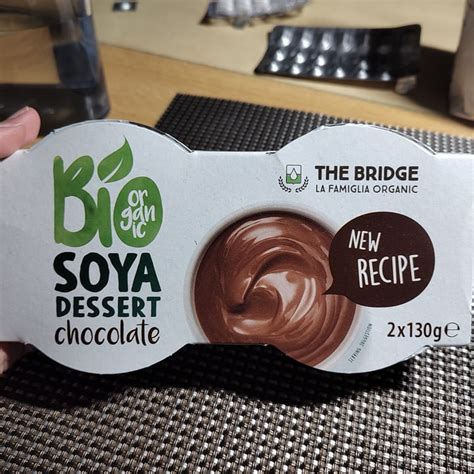 Bio
organic
SOYA
DESSERT
chocolate
THE BRIDGE
LA FAMIGLIA ORGANIC
NEW
RECIPE
2x130g e